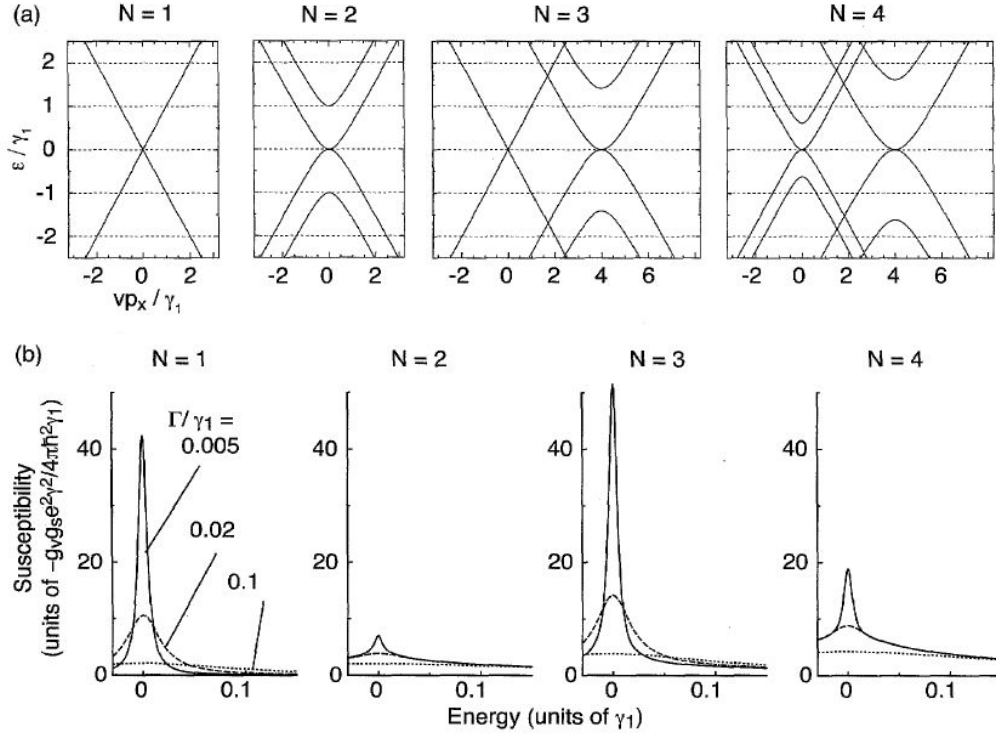 (a) N = 1 N = 2 N = 3 N = 4
2
1
0
-1
-2
ε / γ1
-2 0 2 -2 0 2 -2 0 2 4 6 -2 0 2 4 6
vpx / γ1
(b) N = 1 N = 2 N = 3 N = 4
Γ/γ1 =
0.005
0.02
0.1
40
20
0
Susceptibility
(units of -gvgse²γ²/4πħ²γ1)
40
20
0
40
20
0
40
20
0
0 0.1 0 0.1 0 0.1 0 0.1
Energy (units of γ1)